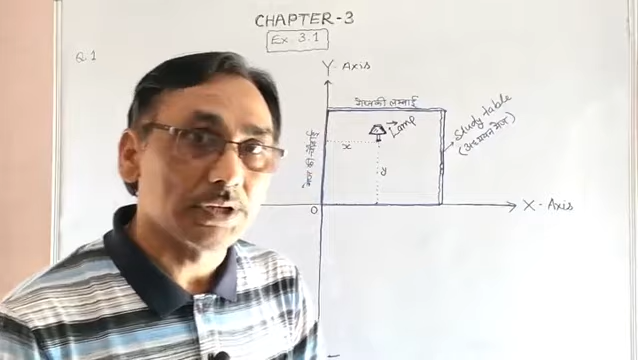 CHAPTER-3
Ex. 3.1
Q.1
Y-Axis
मेज की लम्बाई
Lamp
Study table
(अध्ययन मेज)
x
y
O
X-Axis